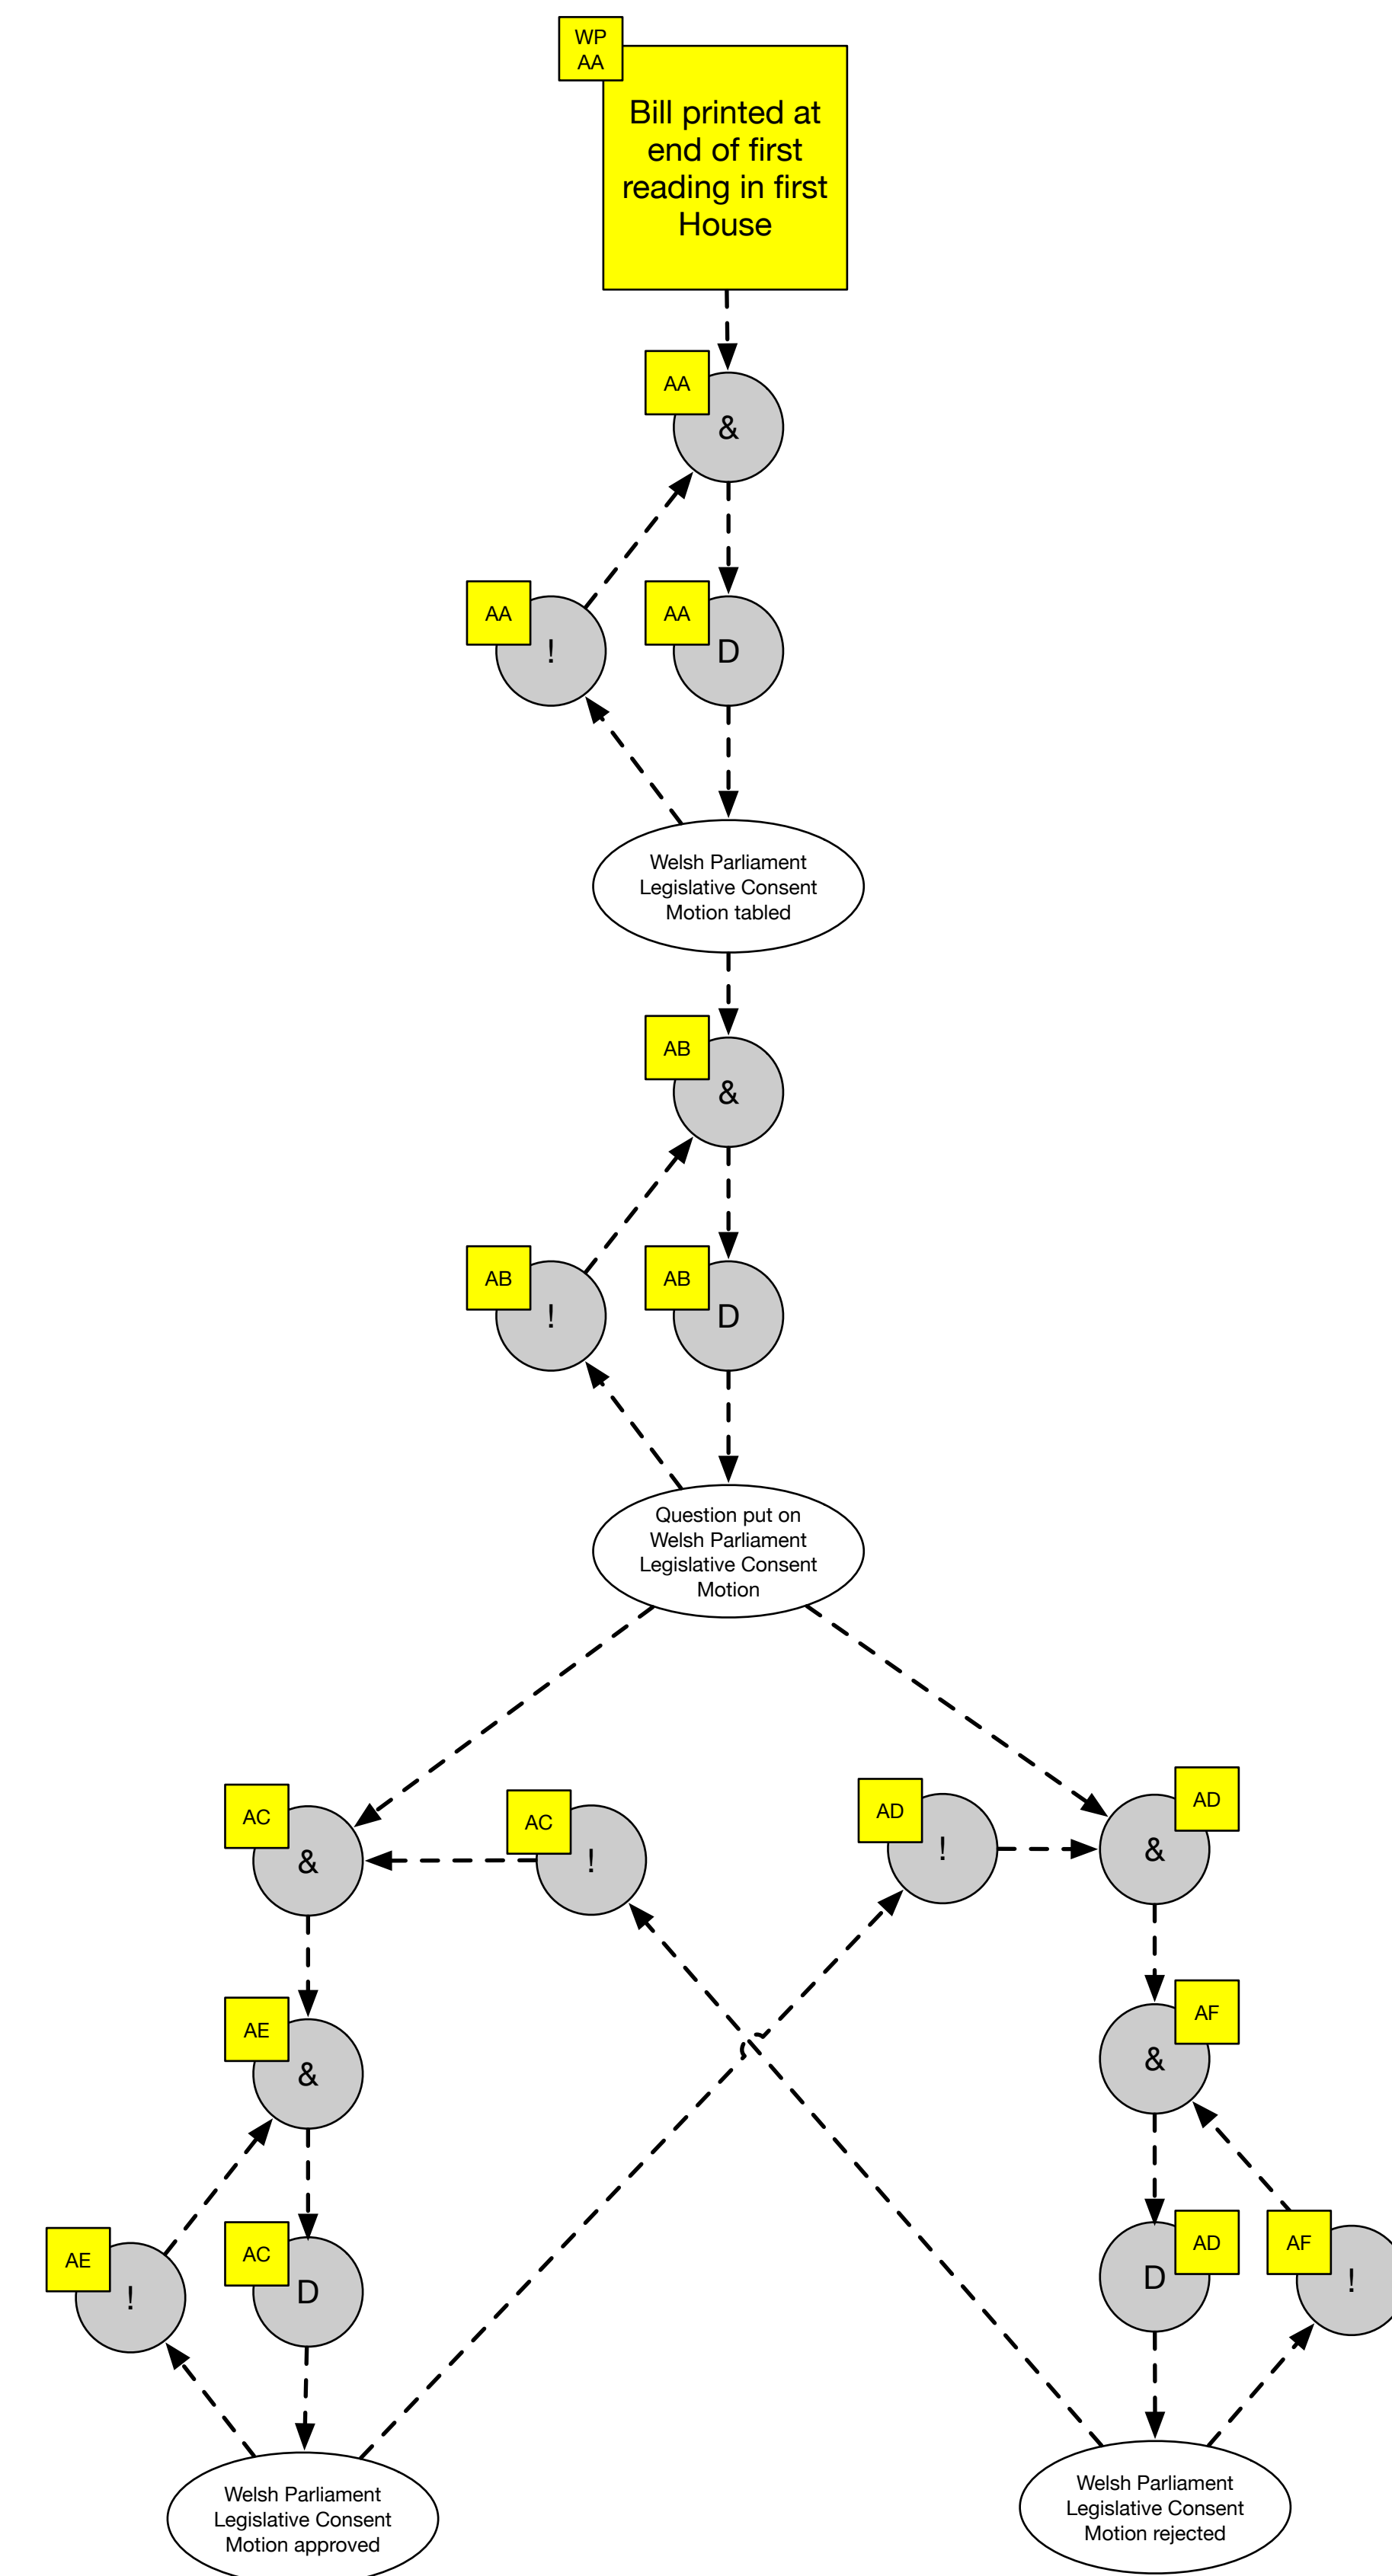 WP
AA
Bill printed at
end of first
reading in first
House
AA
&
AA
!
AA
D
Welsh Parliament
Legislative Consent
Motion tabled
AB
&
AB
!
AB
D
Question put on
Welsh Parliament
Legislative Consent
Motion
AC
&
AC
!
AD
!
AD
&
AE
&
AF
&
AE
!
AC
D
AD
D
AF
!
Welsh Parliament
Legislative Consent
Motion approved
Welsh Parliament
Legislative Consent
Motion rejected